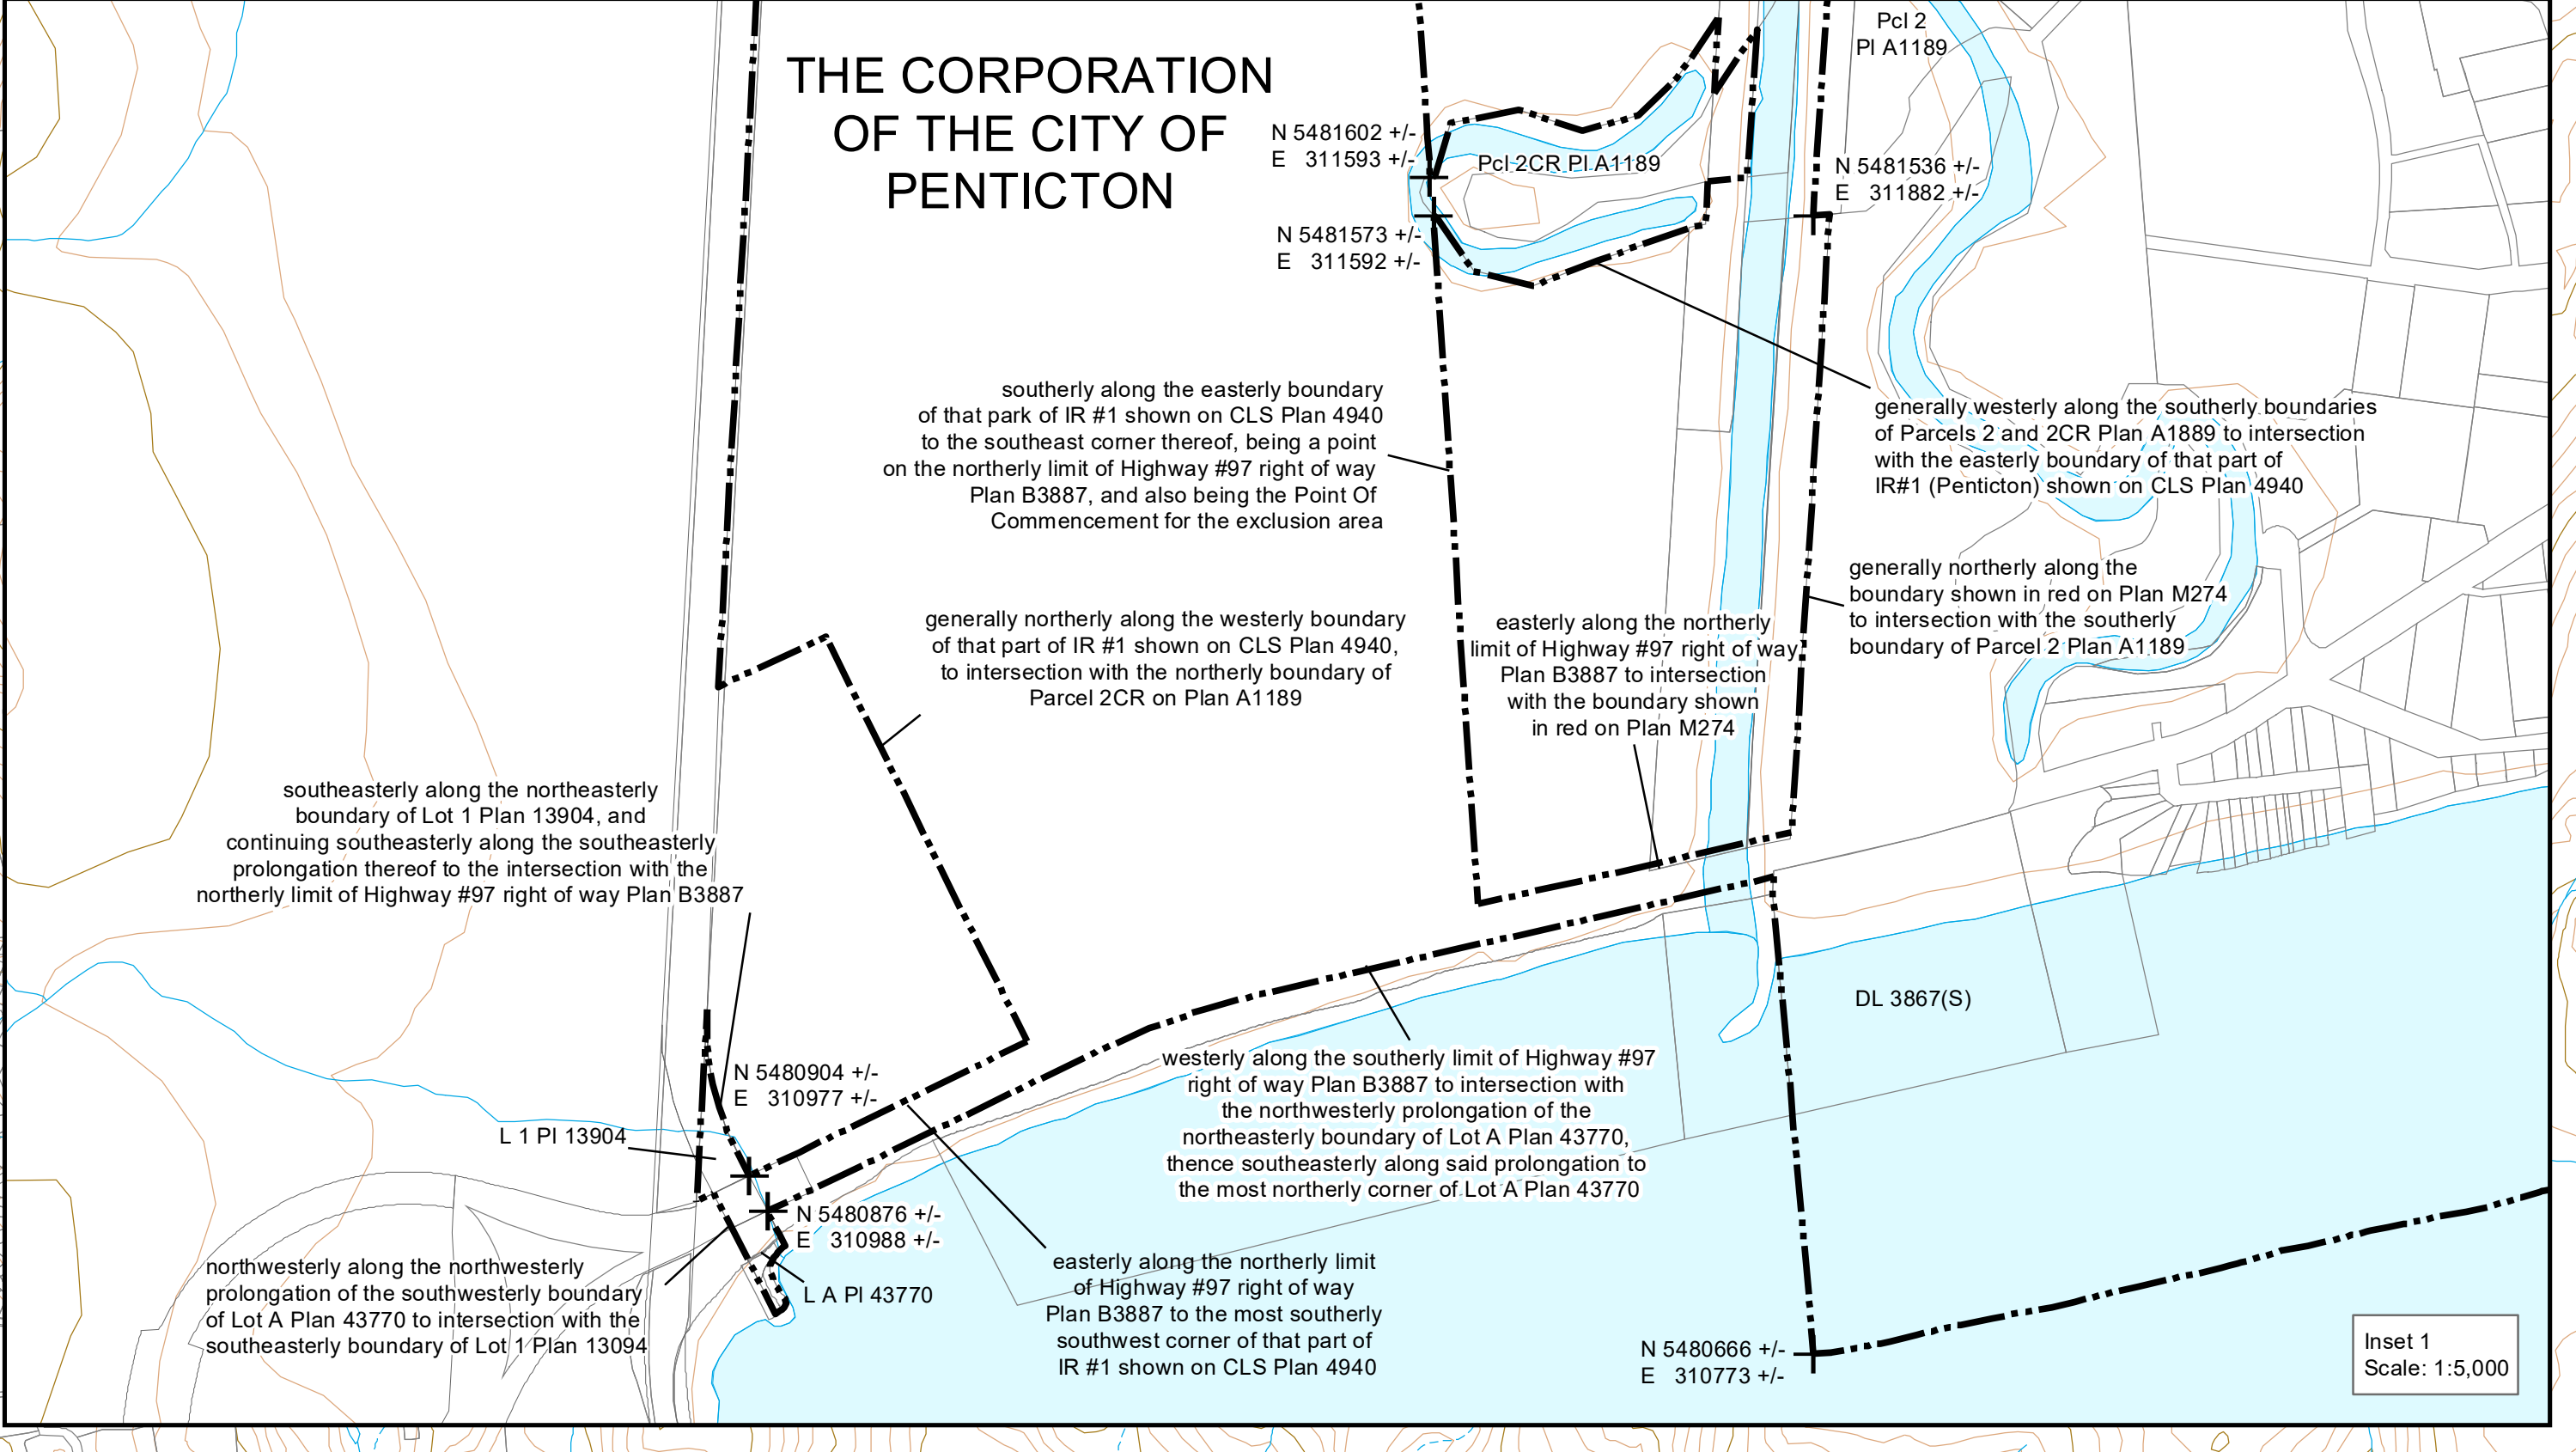 Pcl 2
Pl A1189
THE CORPORATION
OF THE CITY OF
PENTICTON
N 5481602 +/-
E 311593 +/-
Pcl 2CR Pl A1189
N 5481536 +/-
E 311882 +/-
N 5481573 +/-
E 311592 +/-
southerly along the easterly boundary
of that park of IR #1 shown on CLS Plan 4940
to the southeast corner thereof, being a point
on the northerly limit of Highway #97 right of way
Plan B3887, and also being the Point Of
Commencement for the exclusion area
generally westerly along the southerly boundaries
of Parcels 2 and 2CR Plan A1889 to intersection
with the easterly boundary of that part of
IR#1 (Penticton) shown on CLS Plan 4940
generally northerly along the
boundary shown in red on Plan M274
to intersection with the southerly
boundary of Parcel 2 Plan A1189
generally northerly along the westerly boundary
of that part of IR #1 shown on CLS Plan 4940,
to intersection with the northerly boundary of
Parcel 2CR on Plan A1189
easterly along the northerly
limit of Highway #97 right of way
Plan B3887 to intersection
with the boundary shown
in red on Plan M274
southeasterly along the northeasterly
boundary of Lot 1 Plan 13904, and
continuing southeasterly along the southeasterly
prolongation thereof to the intersection with the
northerly limit of Highway #97 right of way Plan B3887
DL 3867(S)
N 5480904 +/-
E 310977 +/-
L 1 Pl 13904
westerly along the southerly limit of Highway #97
right of way Plan B3887 to intersection with
the northwesterly prolongation of the
northeasterly boundary of Lot A Plan 43770,
thence southeasterly along said prolongation to
the most northerly corner of Lot A Plan 43770
N 5480876 +/-
E 310988 +/-
northwesterly along the northwesterly
prolongation of the southwesterly boundary
of Lot A Plan 43770 to intersection with the
southeasterly boundary of Lot 1 Plan 13094
L A Pl 43770
easterly along the northerly limit
of Highway #97 right of way
Plan B3887 to the most southerly
southwest corner of that part of
IR #1 shown on CLS Plan 4940
N 5480666 +/-
E 310773 +/-
Inset 1
Scale: 1:5,000